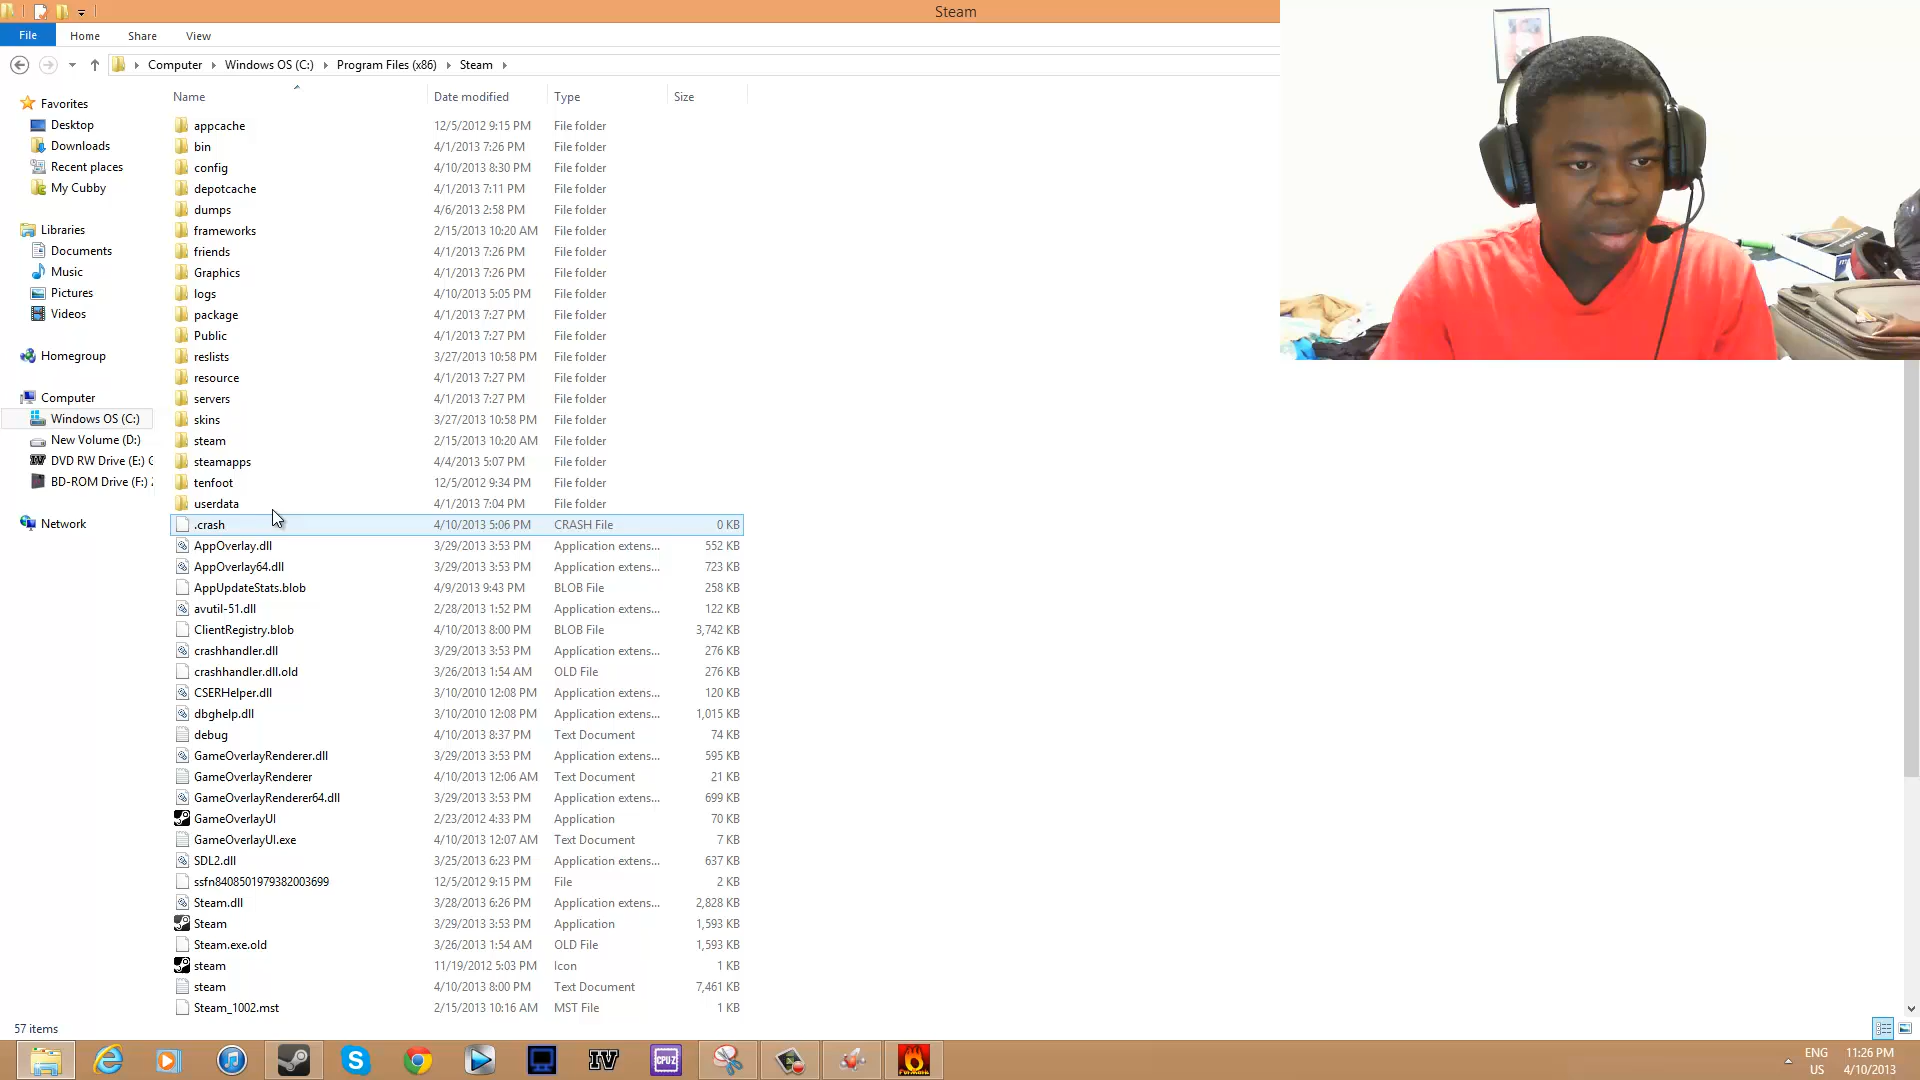 Steam
File Home Share View
Computer Windows OS (C:) Program Files (x86) Steam
Name Date modified Type Size
Favorites
Desktop
Downloads
Recent places
My Cubby
Libraries
Documents
Music
Pictures
Videos
Homegroup
Computer
Windows OS (C:)
New Volume (D:)
DVD RW Drive (E:)
BD-ROM Drive (F:)
Network
appcache 12/5/2012 9:15 PM File folder
bin 4/1/2013 7:26 PM File folder
config 4/10/2013 8:30 PM File folder
depotcache 4/1/2013 7:11 PM File folder
dumps 4/6/2013 2:58 PM File folder
frameworks 2/15/2013 10:20 AM File folder
friends 4/1/2013 7:26 PM File folder
Graphics 4/1/2013 7:26 PM File folder
logs 4/10/2013 5:05 PM File folder
package 4/1/2013 7:27 PM File folder
Public 4/1/2013 7:27 PM File folder
reslists 3/27/2013 10:58 PM File folder
resource 4/1/2013 7:27 PM File folder
servers 4/1/2013 7:27 PM File folder
skins 3/27/2013 10:58 PM File folder
steam 2/15/2013 10:20 AM File folder
steamapps 4/4/2013 5:07 PM File folder
tenfoot 12/5/2012 9:34 PM File folder
userdata 4/1/2013 7:04 PM File folder
.crash 4/10/2013 5:06 PM CRASH File 0 KB
AppOverlay.dll 3/29/2013 3:53 PM Application extens... 552 KB
AppOverlay64.dll 3/29/2013 3:53 PM Application extens... 723 KB
AppUpdateStats.blob 4/9/2013 9:43 PM BLOB File 258 KB
avutil-51.dll 2/28/2013 1:52 PM Application extens... 122 KB
ClientRegistry.blob 4/10/2013 8:00 PM BLOB File 3,742 KB
crashhandler.dll 3/29/2013 3:53 PM Application extens... 276 KB
crashhandler.dll.old 3/26/2013 1:54 AM OLD File 276 KB
CSERHelper.dll 3/10/2010 12:08 PM Application extens... 120 KB
dbghelp.dll 3/10/2010 12:08 PM Application extens... 1,015 KB
debug 4/10/2013 8:37 PM Text Document 74 KB
GameOverlayRenderer.dll 3/29/2013 3:53 PM Application extens... 595 KB
GameOverlayRenderer 4/10/2013 12:06 AM Text Document 21 KB
GameOverlayRenderer64.dll 3/29/2013 3:53 PM Application extens... 699 KB
GameOverlayUI 2/23/2012 4:33 PM Application 70 KB
GameOverlayUI.exe 4/10/2013 12:07 AM Text Document 7 KB
SDL2.dll 3/25/2013 6:23 PM Application extens... 637 KB
ssfn8408501979382003699 12/5/2012 9:15 PM File 2 KB
Steam.dll 3/28/2013 6:26 PM Application extens... 2,828 KB
Steam 3/29/2013 3:53 PM Application 1,593 KB
Steam.exe.old 3/26/2013 1:54 AM OLD File 1,593 KB
steam 11/19/2012 5:03 PM Icon 1 KB
steam 4/10/2013 8:00 PM Text Document 7,461 KB
Steam_1002.mst 2/15/2013 10:16 AM MST File 1 KB
57 items
IV
CPUZ
ENG 11:26 PM
US 4/10/2013